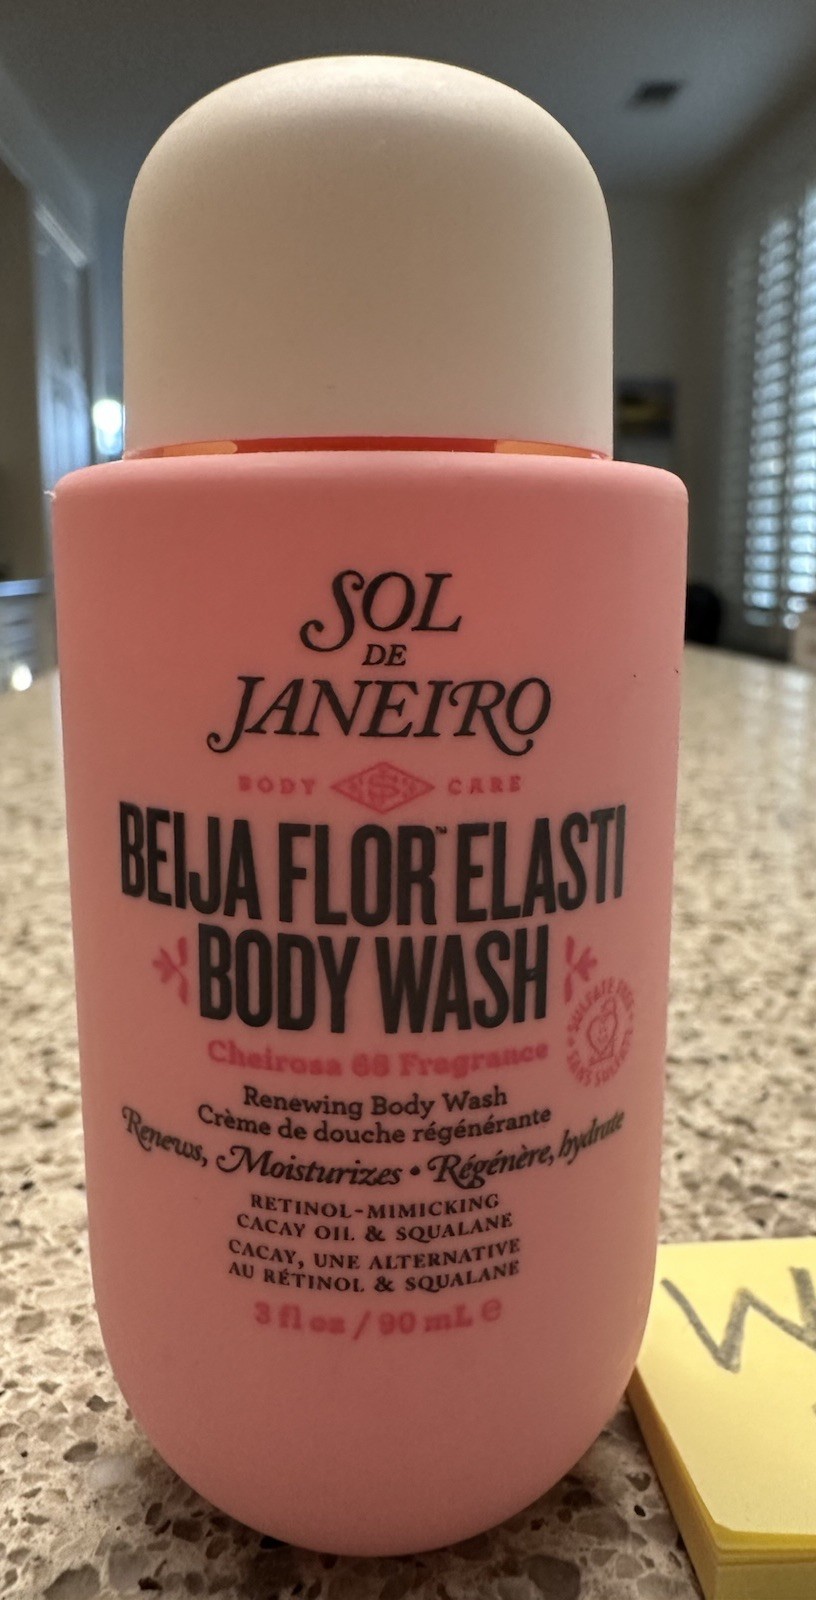 SOL
DE
JANEIRO
BODY CARE
BEIJA FLOR™ ELASTI
BODY WASH
SULFATE FREE
SANS SULFATE
Cheirosa 68 Fragrance
Renewing Body Wash
Crème de douche régénérante
Renews, Moisturizes • Régénère, hydrate
RETINOL-MIMICKING
CACAY OIL & SQUALANE
CACAY, UNE ALTERNATIVE
AU RÉTINOL & SQUALANE
3 fl oz / 90 mL ℮
W